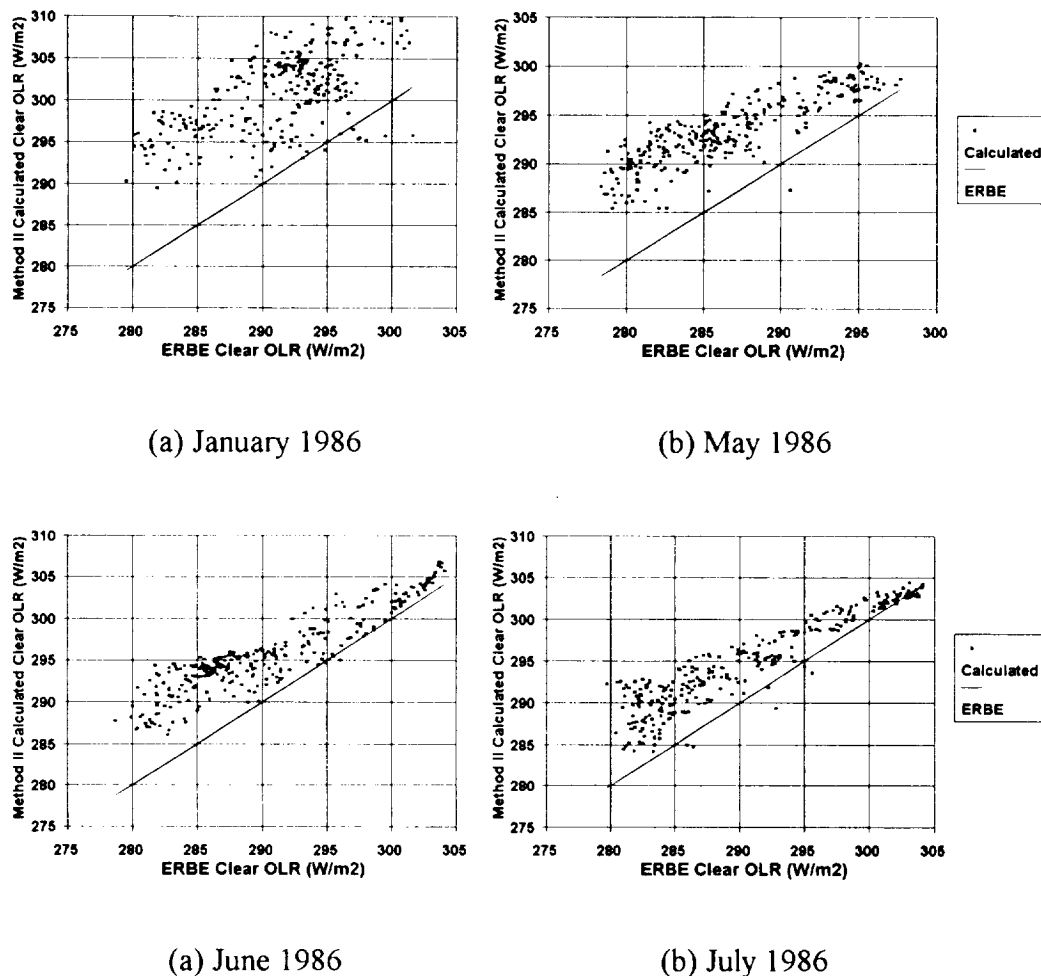 Method II Calculated Clear OLR (W/m2)
310
305
300
295
290
285
280
275
275 280 285 290 295 300 305
ERBE Clear OLR (W/m2)
(a) January 1986
Method II Calculated Clear OLR (W/m2)
305
300
295
290
285
280
275
275 280 285 290 295 300
ERBE Clear OLR (W/m2)
(b) May 1986
Calculated
ERBE
Method II Calculated Clear OLR (W/m2)
310
305
300
295
290
285
280
275
275 280 285 290 295 300 305
ERBE Clear OLR (W/m2)
(a) June 1986
Method II Calculated Clear OLR (W/m2)
310
305
300
295
290
285
280
275
275 280 285 290 295 300 305
ERBE Clear OLR (W/m2)
(b) July 1986
Calculated
ERBE